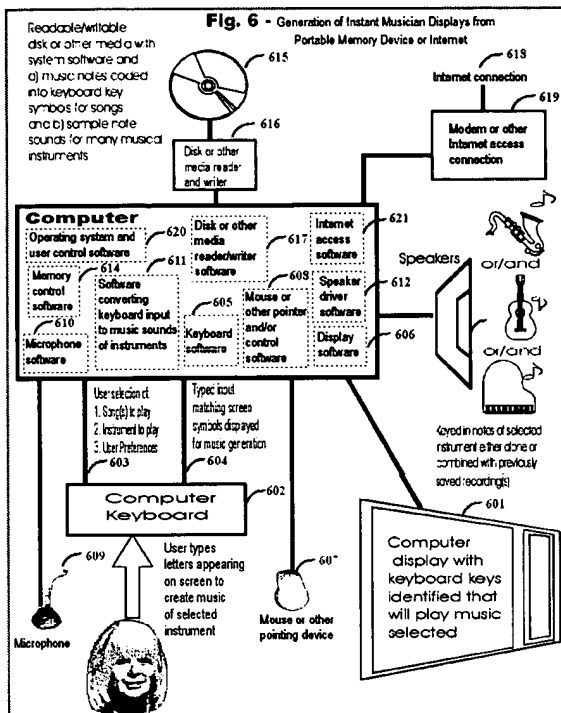 Fig. 6 - Generation of Instant Musician Displays from
Portable Memory Device or Internet
Readable/writable
disk or other media with
system software and
a) music notes coded
into keyboard key
symbols for songs
and b) sample note
sounds for many musical
instruments
615
616
Disk or other
media reader
and writer
618
Internet connection
619
Modem or other
Internet access
connection
Computer
Operating system and
user control software
620
Disk or other
media
reader/writer
software
617
Internet
access
software
621
Memory
control
software
614
Software
converting
keyboard input
to music sounds
of instruments
611
605
Keyboard
software
608
Mouse or
other pointer
and/or
control
software
Speaker
driver
software
612
610
Microphone
software
Display
software
606
Speakers
or/and
or/and
User selection of:
1. Song(s) to play
2. Instrument to play
3. User Preferences
603
Typed input
matching screen
symbols displayed
for music generation
604
Keyed in notes of selected
instrument either alone or
combined with previously
saved recording(s)
Computer
Keyboard
602
601
Computer
display with
keyboard keys
identified that
will play music
selected
609
Microphone
User types
letters appearing
on screen to
create music
of selected
instrument
Mouse or other
pointing device